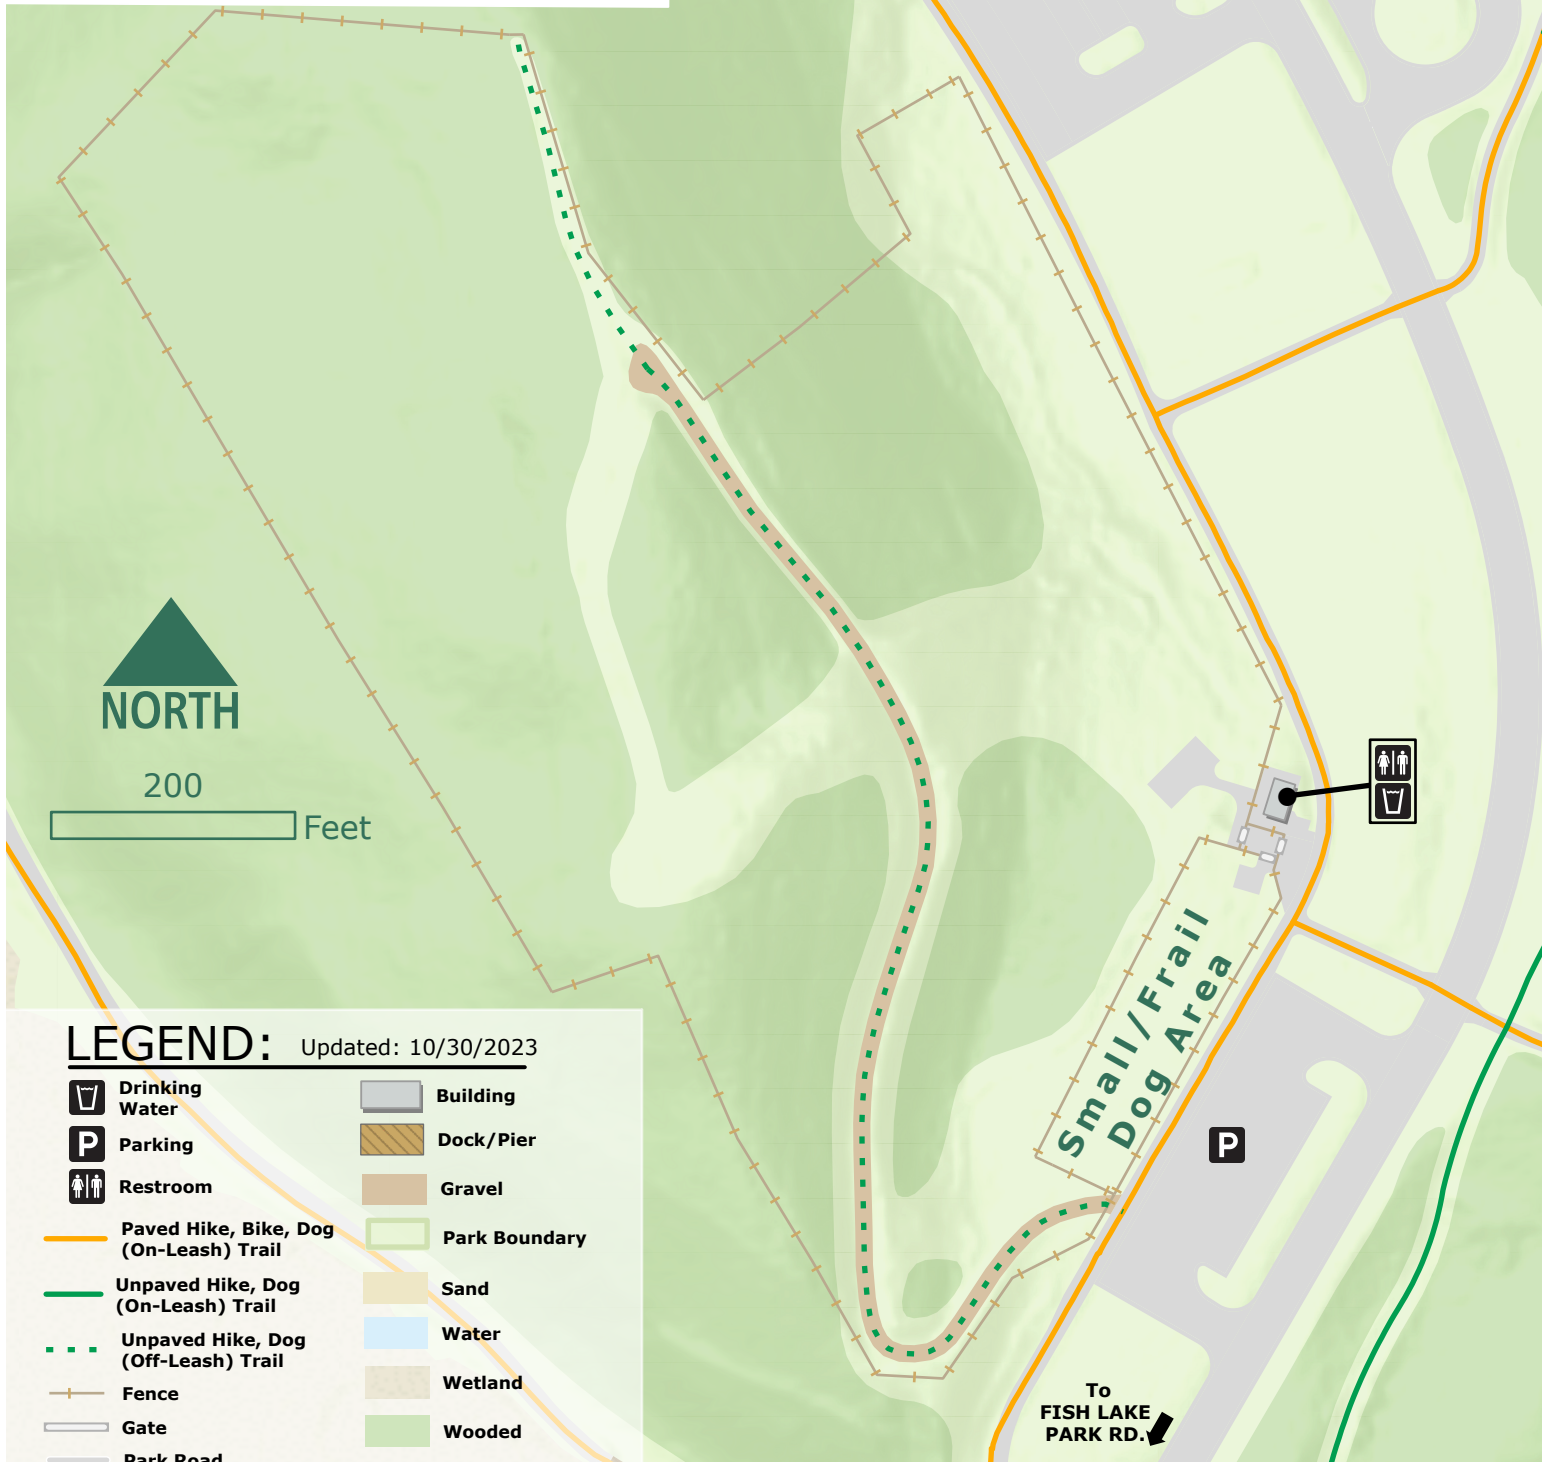 NORTH
200
Feet
Small/Frail
Dog Area
P
To
FISH LAKE
PARK RD.
LEGEND: Updated: 10/30/2023
Drinking
Water
P Parking
Restroom
Paved Hike, Bike, Dog
(On-Leash) Trail
Unpaved Hike, Dog
(On-Leash) Trail
Unpaved Hike, Dog
(Off-Leash) Trail
Fence
Gate
Park Road
Building
Dock/Pier
Gravel
Park Boundary
Sand
Water
Wetland
Wooded